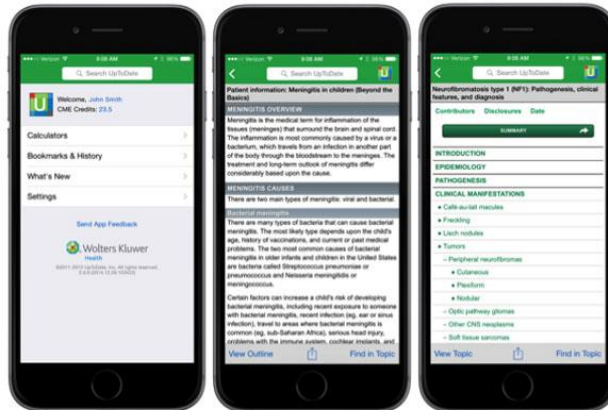 Verizon 9:08 AM 96%
Search UpToDate
Welcome, John Smith
CME Credits: 23.5
Calculators
Bookmarks & History
What's New
Settings
Send App Feedback
Wolters Kluwer
Health
Verizon 9:08 AM 96%
Search UpToDate
Patient information: Meningitis in children (Beyond the
Basics)
MENINGITIS OVERVIEW
Meningitis is the medical term for inflammation of the
tissues (meninges) that surround the brain and spinal cord.
The inflammation is most commonly caused by a virus or a
bacterium, which travels from an infection in another part
of the body through the bloodstream to the meninges. The
treatment and long-term outlook of meningitis differ
considerably based upon the cause.
MENINGITIS CAUSES
There are two main types of meningitis: viral and bacterial.
Bacterial meningitis
There are many types of bacteria that can cause bacterial
meningitis. The most likely type depends upon the child's
age, history of vaccinations, and current or past medical
problems. The two most common causes of bacterial
meningitis in older infants and children in the United States
are bacteria called Streptococcus pneumoniae or
pneumococcus and Neisseria meningitidis or
meningococcus.
Certain factors can increase a child's risk of developing
bacterial meningitis, including recent exposure to someone
with bacterial meningitis, recent infection (eg, ear or sinus
infection), travel to areas where bacterial meningitis is
common (eg, sub-Saharan Africa), serious head injury,
problems with the immune system, cochlear implants, and
View Outline Find in Topic
Verizon 9:08 AM 96%
Search UpToDate
Neurofibromatosis type 1 (NF1): Pathogenesis, clinical
features, and diagnosis
Contributors Disclosures Date
SUMMARY
INTRODUCTION
EPIDEMIOLOGY
PATHOGENESIS
CLINICAL MANIFESTATIONS
• Café-au-lait macules
• Freckling
• Lisch nodules
• Tumors
– Peripheral neurofibromas
• Cutaneous
• Plexiform
• Nodular
– Optic pathway gliomas
– Other CNS neoplasms
– Soft tissue sarcomas
View Topic Find in Topic